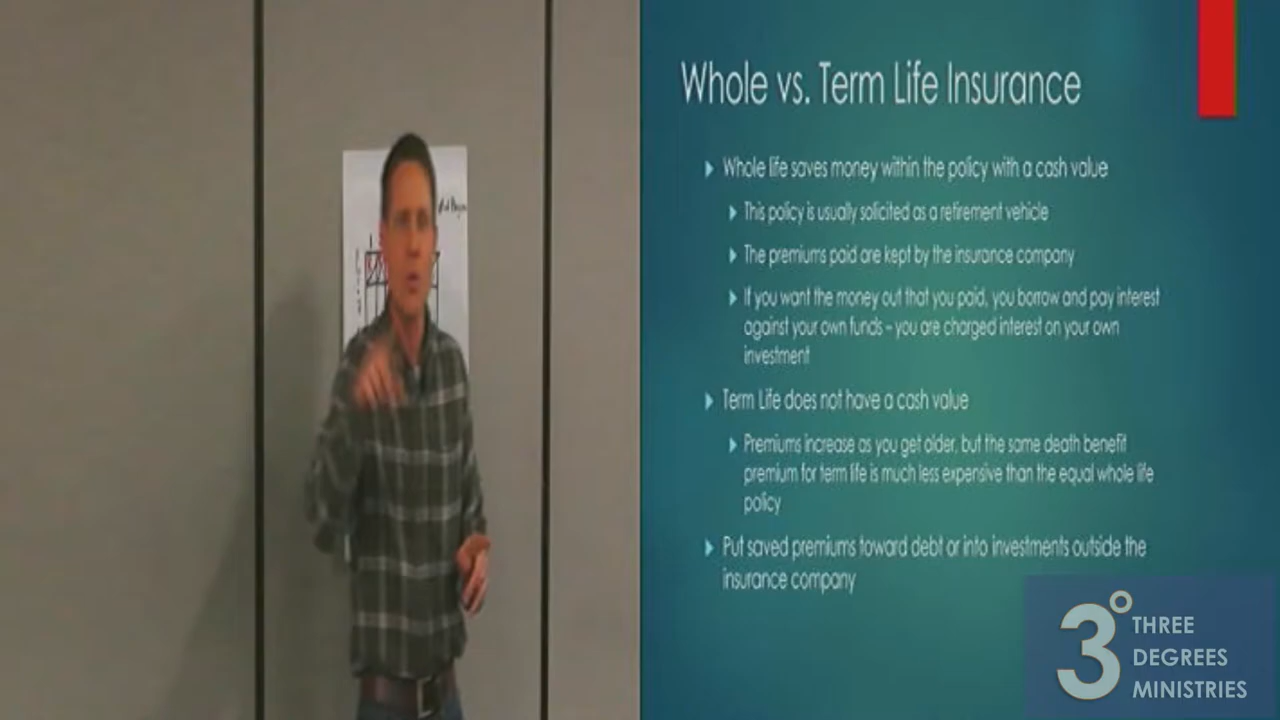 Whole vs. Term Life Insurance
Whole life saves money within the policy with a cash value
This policy is usually solicited as a retirement vehicle
The premiums paid are kept by the insurance company
If you want the money out that you paid, you borrow and pay interest
against your own funds – you are charged interest on your own
investment
Term Life does not have a cash value
Premiums increase as you get older, but the same death benefit
premium for term life is much less expensive than the equal whole life
policy
Put saved premiums toward debt or into investments outside the
insurance company
3°
THREE
DEGREES
MINISTRIES